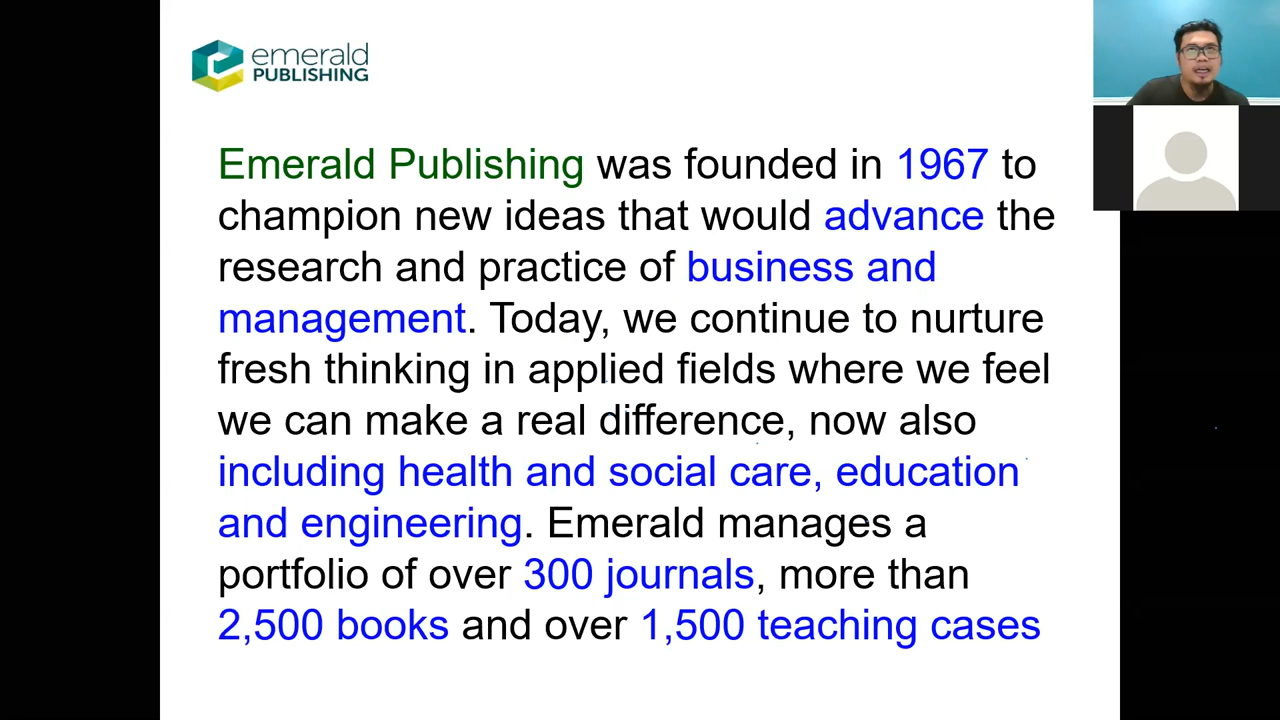 emerald
PUBLISHING
Emerald Publishing was founded in 1967 to
champion new ideas that would advance the
research and practice of business and
management. Today, we continue to nurture
fresh thinking in applied fields where we feel
we can make a real difference, now also
including health and social care, education
and engineering. Emerald manages a
portfolio of over 300 journals, more than
2,500 books and over 1,500 teaching cases